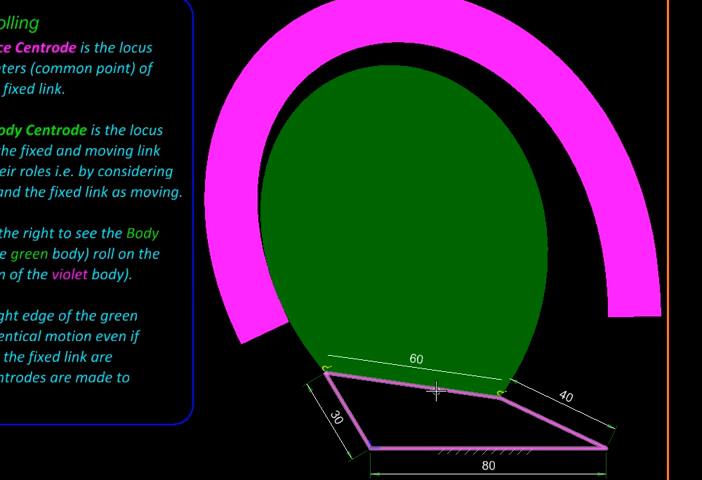 olling
ce Centrode is the locus
ters (common point) of
fixed link.
ody Centrode is the locus
the fixed and moving link
eir roles i.e. by considering
and the fixed link as moving.
the right to see the Body
e green body) roll on the
n of the violet body).
ght edge of the green
entical motion even if
the fixed link are
ntrodes are made to
60
40
30
80